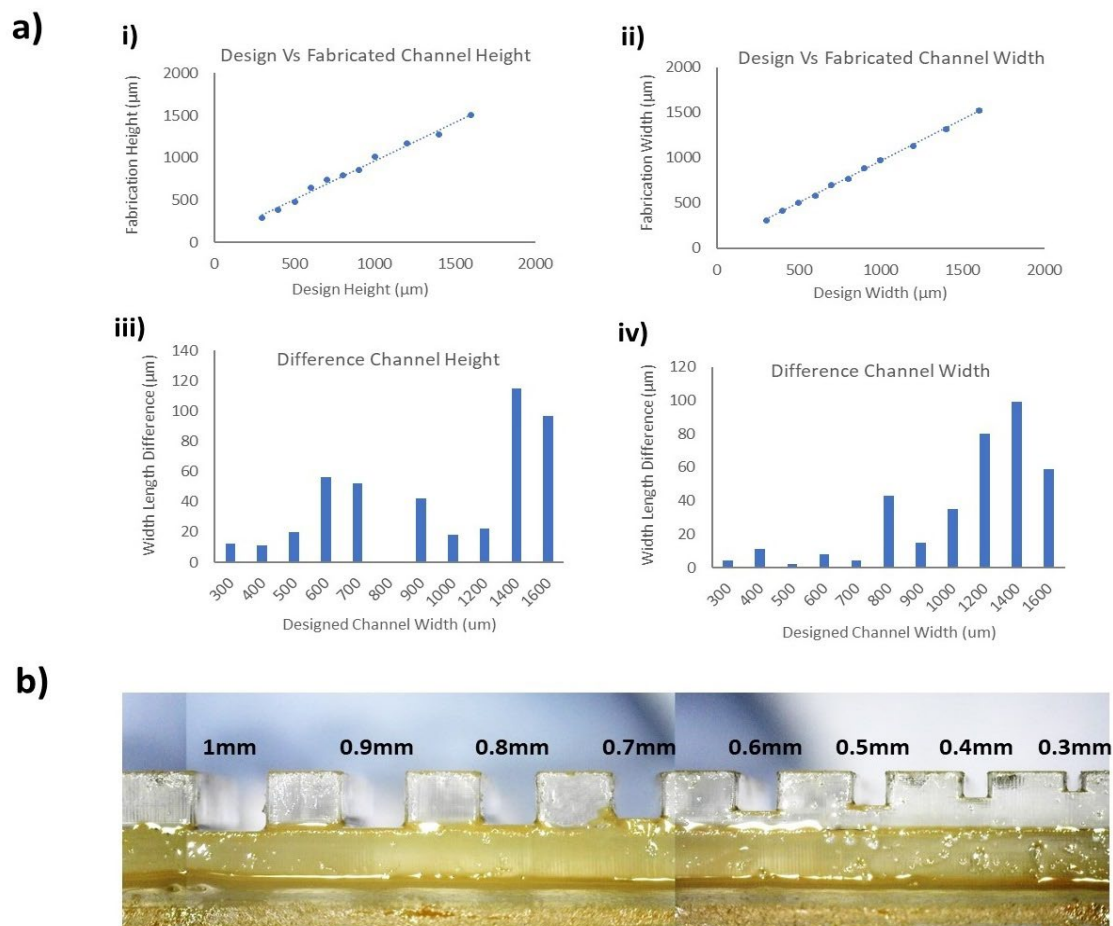 a)
i)
Design Vs Fabricated Channel Height
Fabrication Height (µm)
2000
1500
1000
500
0
0 500 1000 1500 2000
Design Height (µm)
ii)
Design Vs Fabricated Channel Width
Fabrication Width (µm)
2000
1500
1000
500
0
0 500 1000 1500 2000
Design Width (µm)
iii)
Difference Channel Height
Width Length Difference (µm)
140
120
100
80
60
40
20
0
300 400 500 600 700 800 900 1000 1200 1400 1600
Designed Channel Width (um)
iv)
Difference Channel Width
Width Length Difference (µm)
120
100
80
60
40
20
0
300 400 500 600 700 800 900 1000 1200 1400 1600
Designed Channel Width (um)
b)
1mm 0.9mm 0.8mm 0.7mm 0.6mm 0.5mm 0.4mm 0.3mm